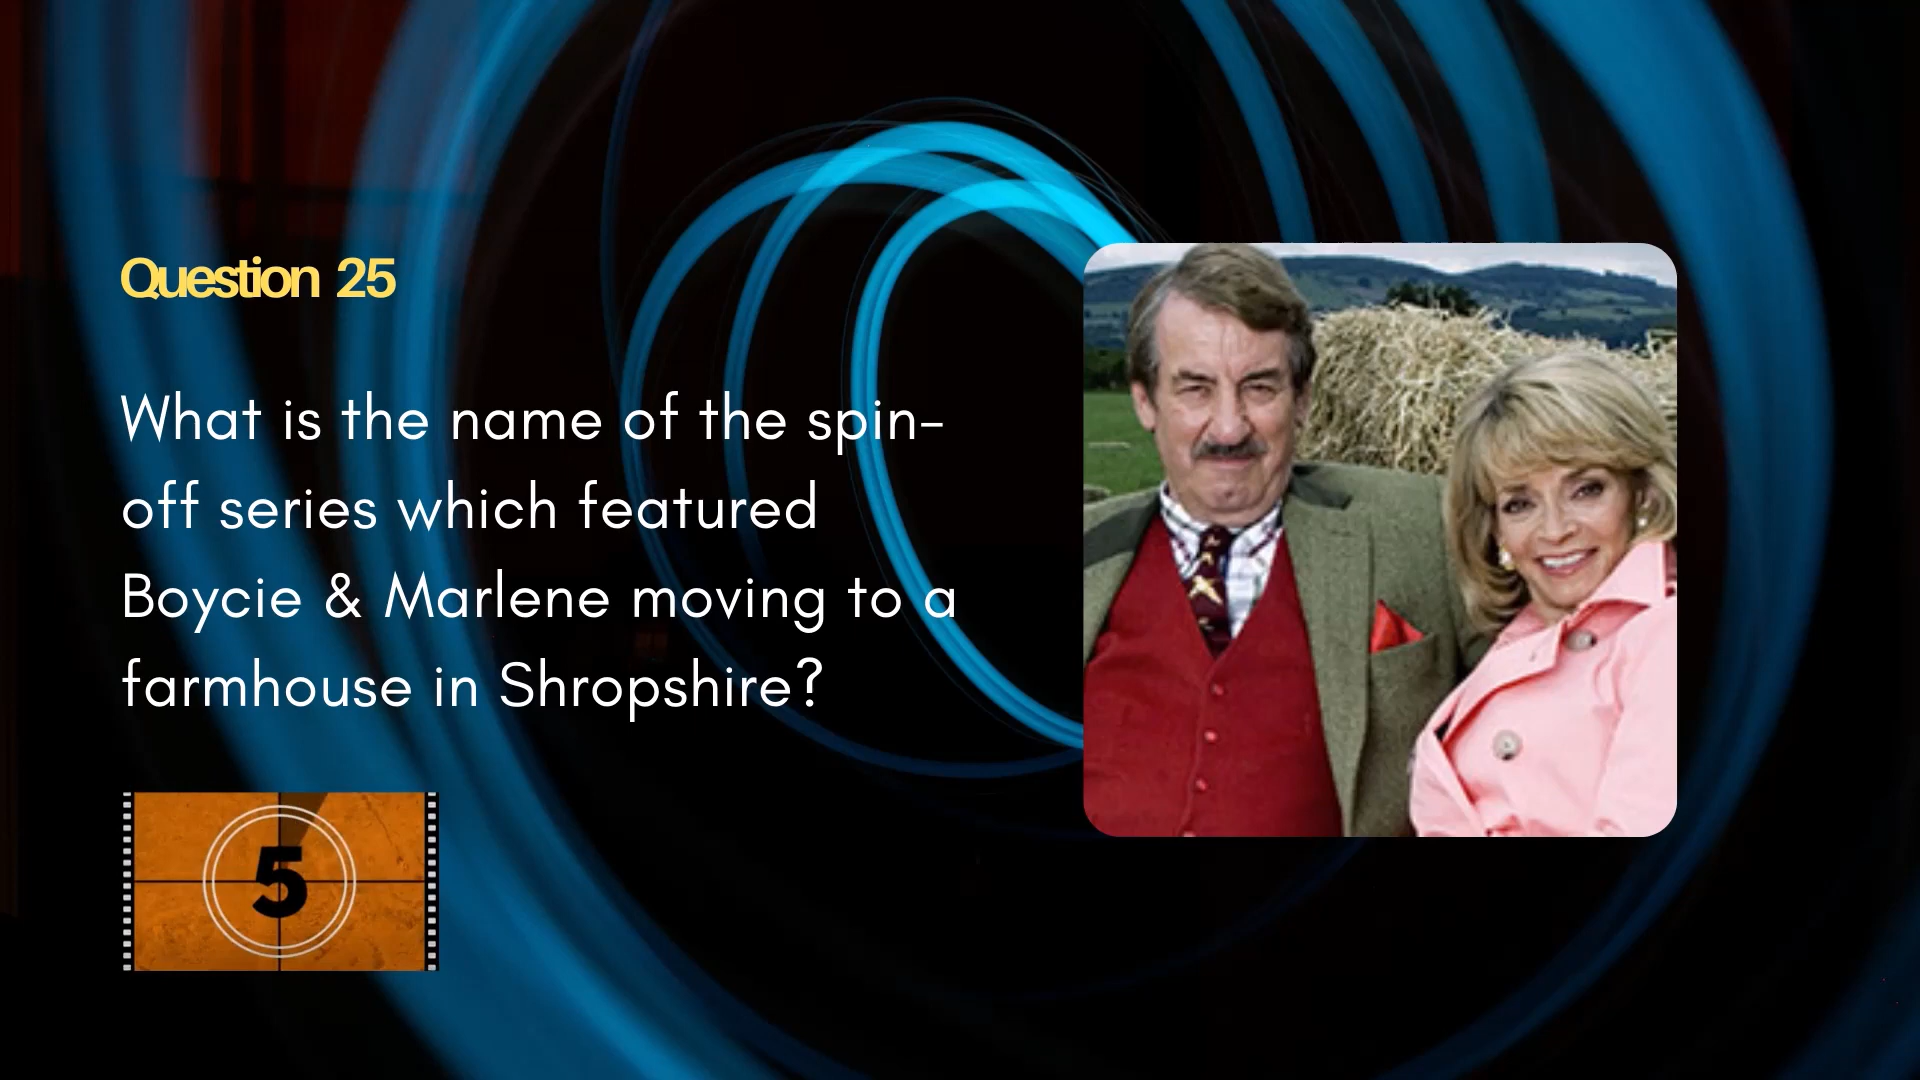 Question 25
What is the name of the spin-
off series which featured
Boycie & Marlene moving to a
farmhouse in Shropshire?
5